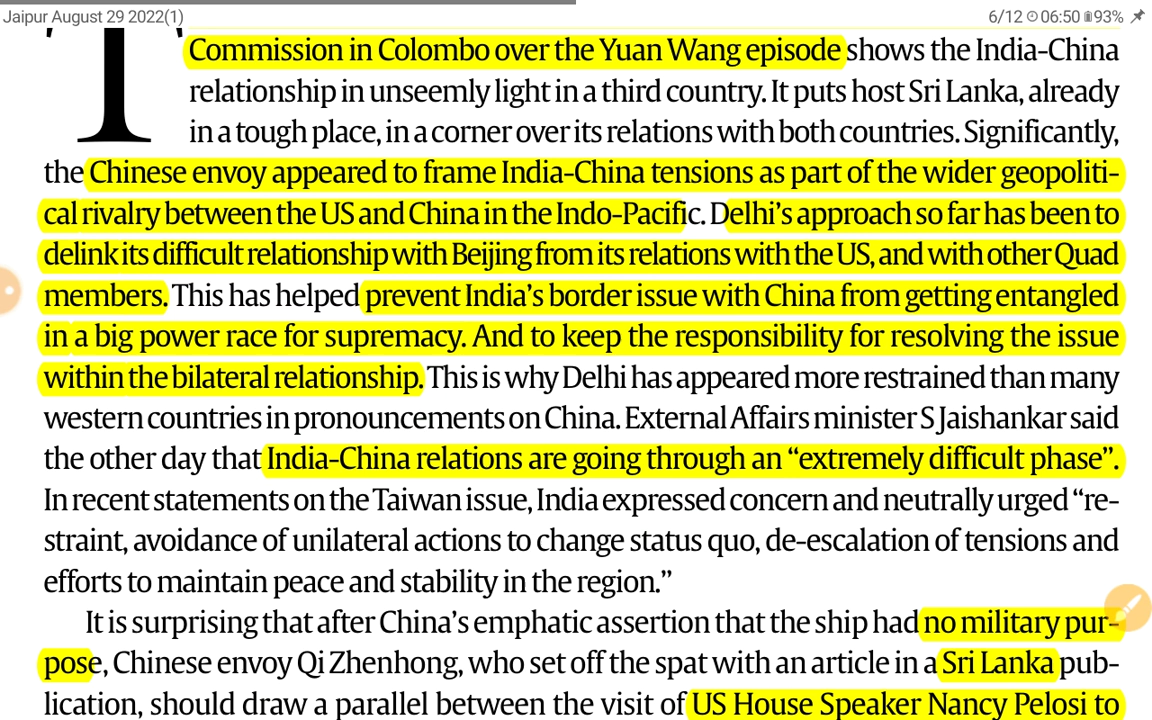 Jaipur August 29 2022(1)
6/12 06:50 93%
T
Commission in Colombo over the Yuan Wang episode shows the India-China
relationship in unseemly light in a third country. It puts host Sri Lanka, already
in a tough place, in a corner over its relations with both countries. Significantly,
the Chinese envoy appeared to frame India-China tensions as part of the wider geopoliti-
cal rivalry between the US and China in the Indo-Pacific. Delhi's approach so far has been to
delink its difficult relationship with Beijing from its relations with the US, and with other Quad
members. This has helped prevent India's border issue with China from getting entangled
in a big power race for supremacy. And to keep the responsibility for resolving the issue
within the bilateral relationship. This is why Delhi has appeared more restrained than many
western countries in pronouncements on China. External Affairs minister S Jaishankar said
the other day that India-China relations are going through an “extremely difficult phase”.
In recent statements on the Taiwan issue, India expressed concern and neutrally urged “re-
straint, avoidance of unilateral actions to change status quo, de-escalation of tensions and
efforts to maintain peace and stability in the region.”
It is surprising that after China's emphatic assertion that the ship had no military pur-
pose, Chinese envoy Qi Zhenhong, who set off the spat with an article in a Sri Lanka pub-
lication, should draw a parallel between the visit of US House Speaker Nancy Pelosi to